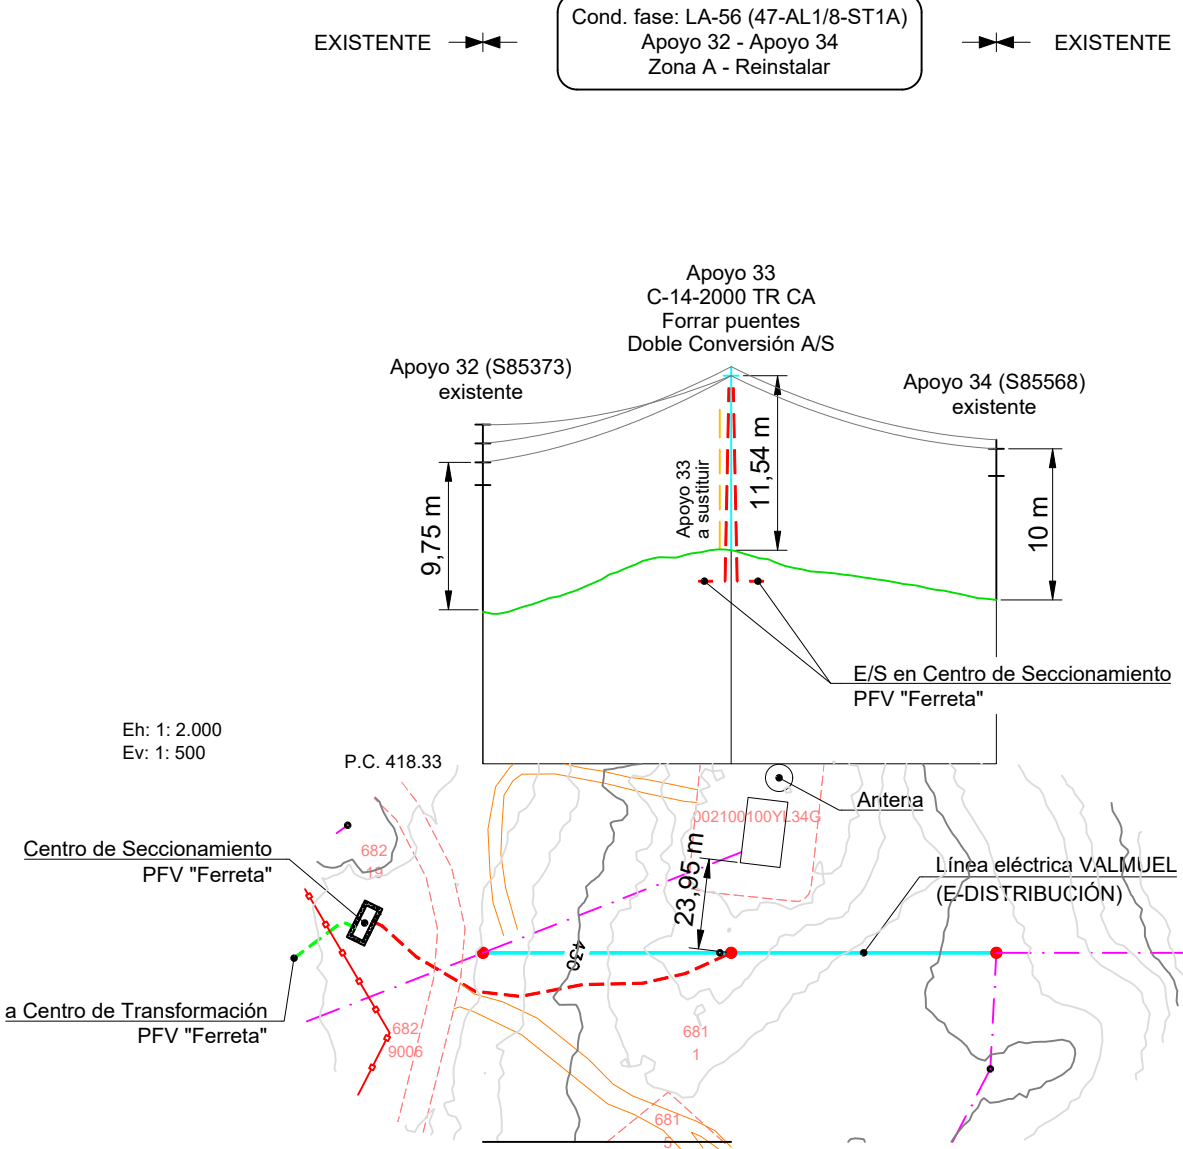 Cond. fase: LA-56 (47-AL1/8-ST1A)
Apoyo 32 - Apoyo 34
Zona A - Reinstalar
EXISTENTE
EXISTENTE
Apoyo 33
C-14-2000 TR CA
Forrar puentes
Doble Conversión A/S
Apoyo 32 (S85373)
existente
Apoyo 34 (S85568)
existente
Apoyo 33
a sustituir
11,54 m
9,75 m
10 m
E/S en Centro de Seccionamiento
PFV "Ferreta"
Eh: 1: 2.000
Ev: 1: 500
P.C. 418.33
Antena
002100100YL34G
682
19
Centro de Seccionamiento
PFV "Ferreta"
23,95 m
Línea eléctrica VALMUEL
(E-DISTRIBUCIÓN)
430
a Centro de Transformación
PFV "Ferreta"
682
9006
681
1
681
5